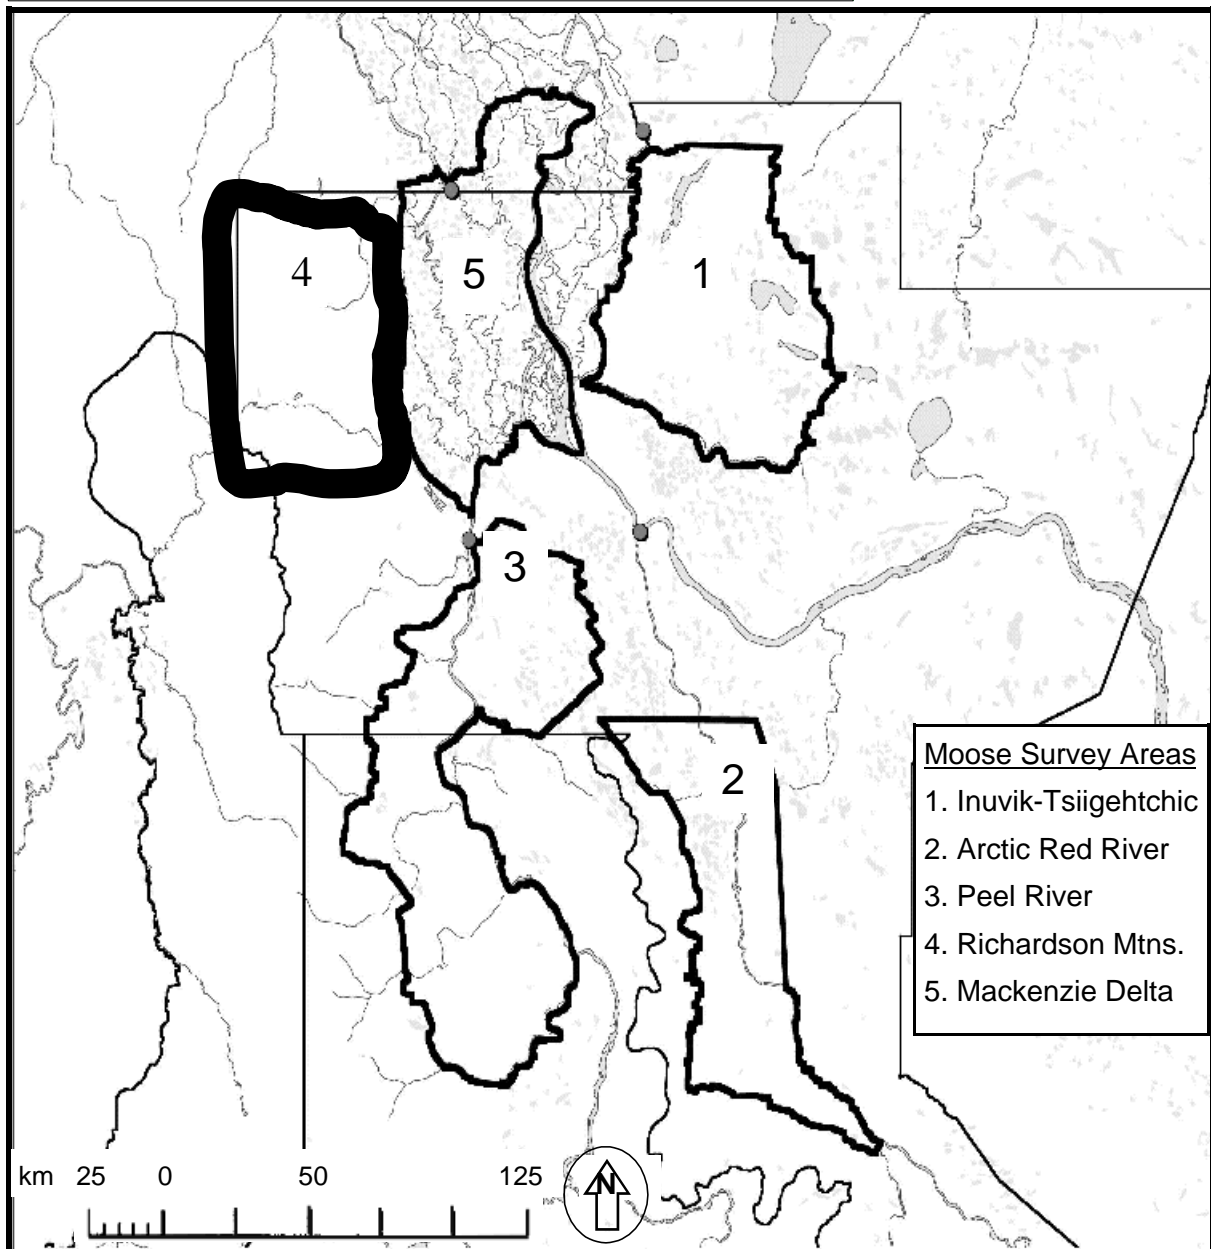 4
5
1
3
2
Moose Survey Areas
1. Inuvik-Tsiigehtchic
2. Arctic Red River
3. Peel River
4. Richardson Mtns.
5. Mackenzie Delta
km 25 0 50 125
N